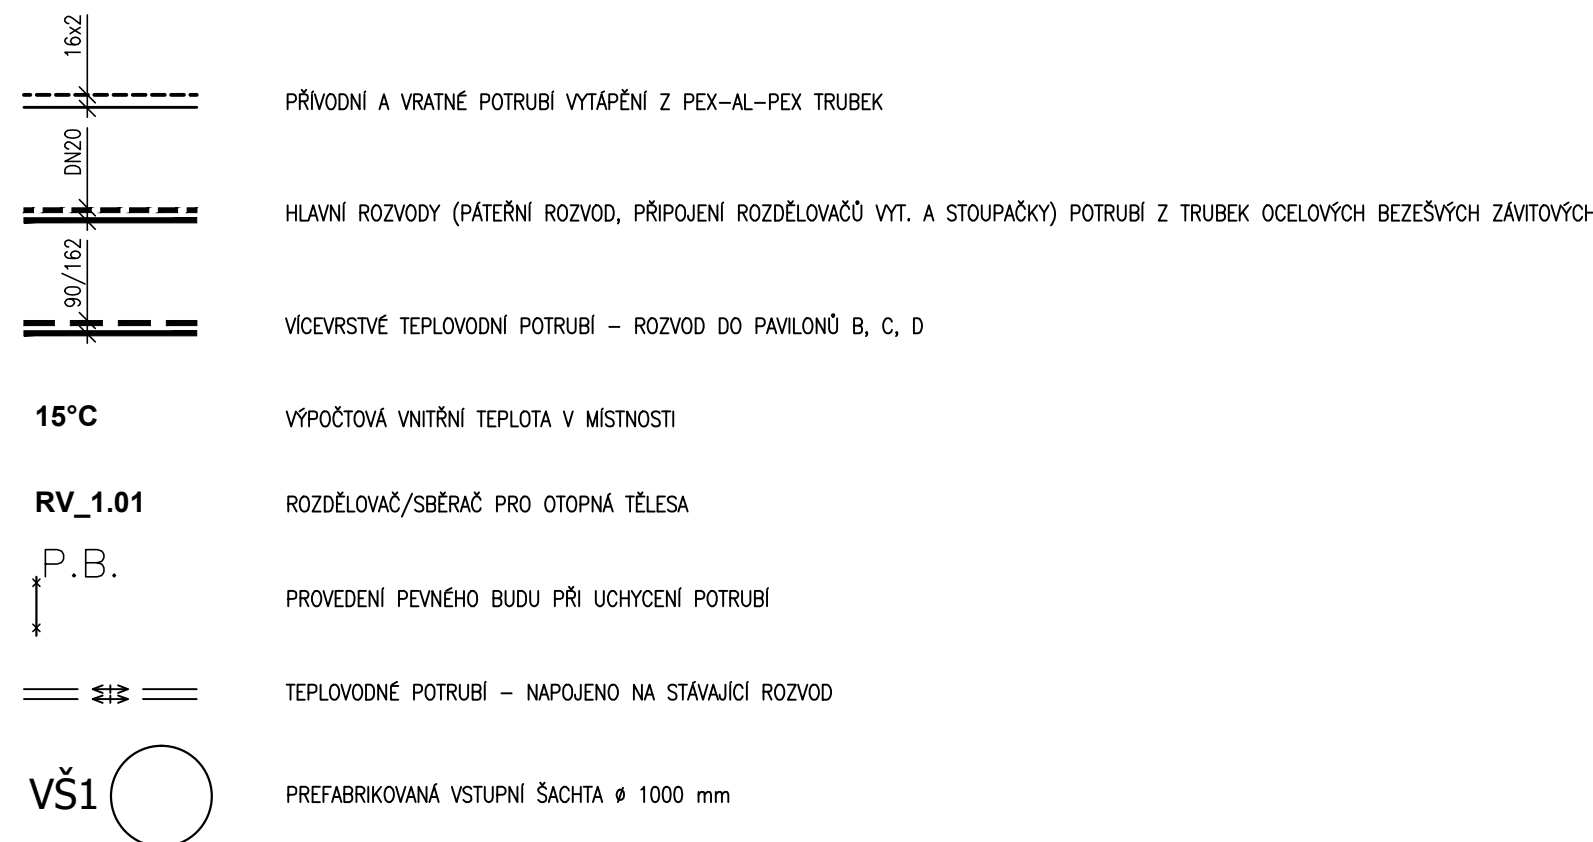 16x2
PŘÍVODNÍ A VRATNÉ POTRUBÍ VYTÁPĚNÍ Z PEX-AL-PEX TRUBEK
DN20
HLAVNÍ ROZVODY (PÁTEŘNÍ ROZVOD, PŘIPOJENÍ ROZDĚLOVAČŮ VYT. A STOUPAČKY) POTRUBÍ Z TRUBEK OCELOVÝCH BEZEŠVÝCH ZÁVITOVÝCH
90/162
VÍCEVRSTVÉ TEPLOVODNÍ POTRUBÍ – ROZVOD DO PAVILONŮ B, C, D
15°C VÝPOČTOVÁ VNITŘNÍ TEPLOTA V MÍSTNOSTI
RV_1.01 ROZDĚLOVAČ/SBĚRAČ PRO OTOPNÁ TĚLESA
P.B.
PROVEDENÍ PEVNÉHO BUDU PŘI UCHYCENÍ POTRUBÍ
TEPLOVODNÉ POTRUBÍ – NAPOJENO NA STÁVAJÍCÍ ROZVOD
VŠ1 PREFABRIKOVANÁ VSTUPNÍ ŠACHTA ø 1000 mm